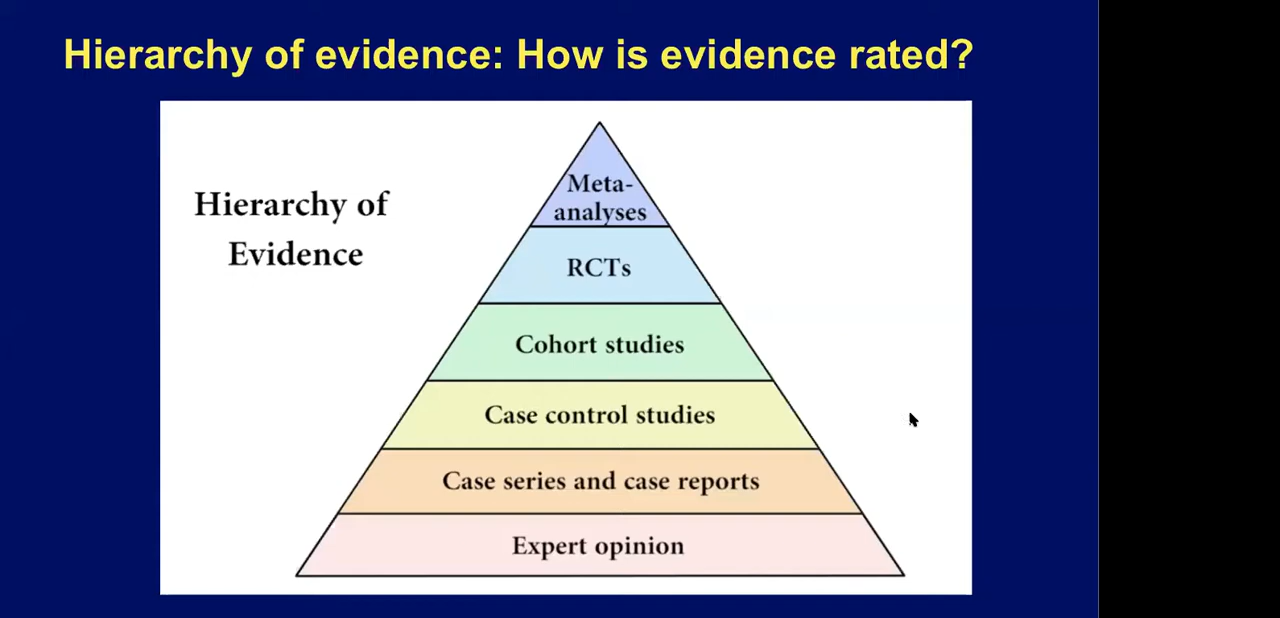 Hierarchy of evidence: How is evidence rated?
Hierarchy of
Evidence
Meta-
analyses
RCTs
Cohort studies
Case control studies
Case series and case reports
Expert opinion